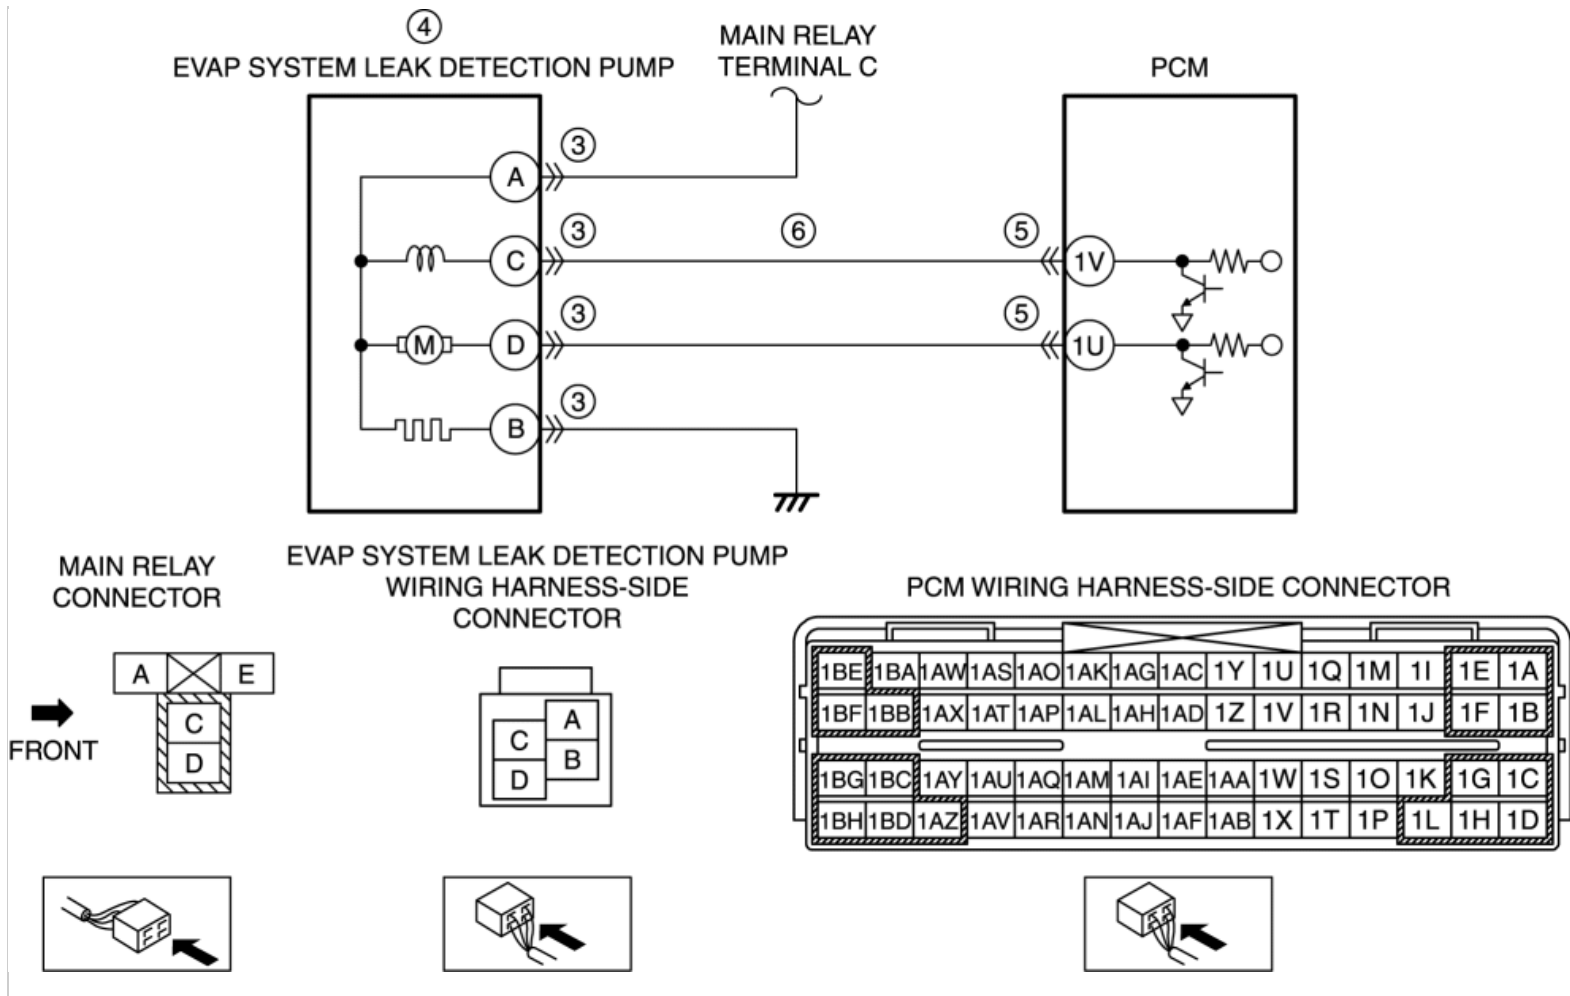 ④
EVAP SYSTEM LEAK DETECTION PUMP
MAIN RELAY
TERMINAL C
PCM
③
A
③
⑥
⑤
C
1V
③
⑤
M
D
1U
③
B
MAIN RELAY
CONNECTOR
A
E
C
D
FRONT
EVAP SYSTEM LEAK DETECTION PUMP
WIRING HARNESS-SIDE
CONNECTOR
A
C
B
D
PCM WIRING HARNESS-SIDE CONNECTOR
1BE 1BA 1AW 1AS 1AO 1AK 1AG 1AC 1Y 1U 1Q 1M 1I 1E 1A
1BF 1BB 1AX 1AT 1AP 1AL 1AH 1AD 1Z 1V 1R 1N 1J 1F 1B
1BG 1BC 1AY 1AU 1AQ 1AM 1AI 1AE 1AA 1W 1S 1O 1K 1G 1C
1BH 1BD 1AZ 1AV 1AR 1AN 1AJ 1AF 1AB 1X 1T 1P 1L 1H 1D